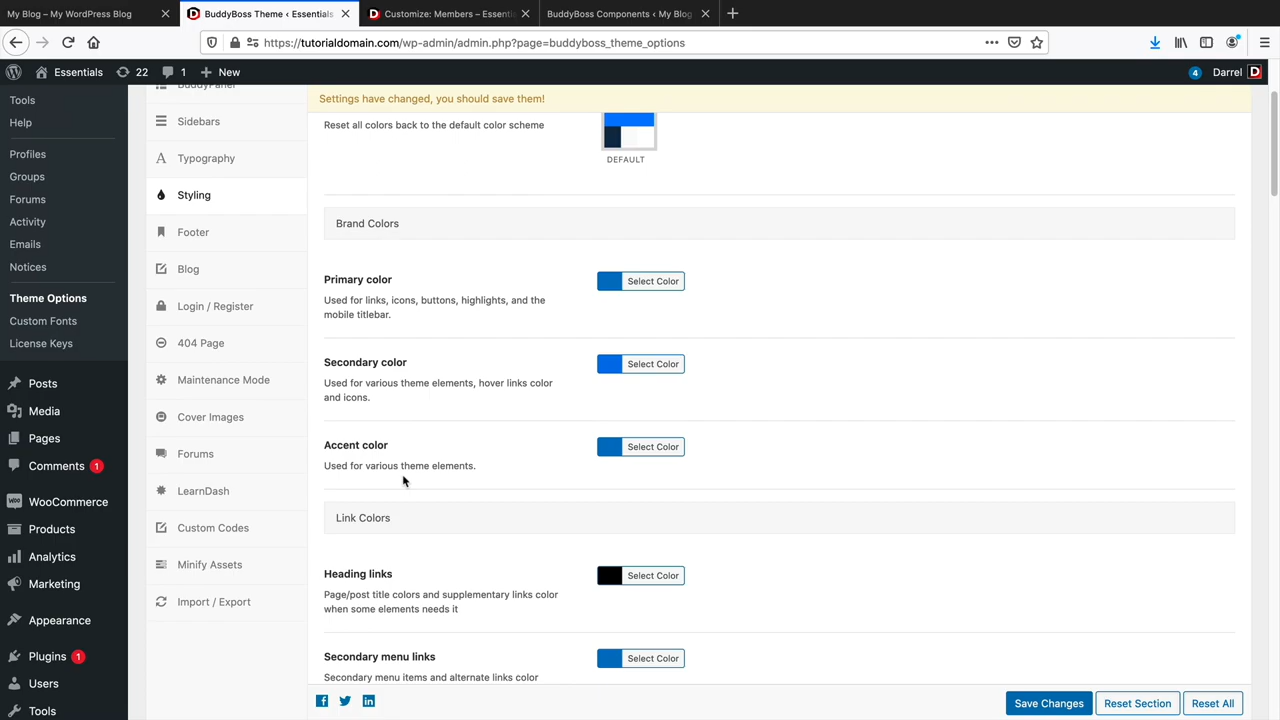 My Blog – My WordPress Blog
BuddyBoss Theme ‹ Essentials
Customize: Members – Essentia
BuddyBoss Components ‹ My Blog
https://tutorialdomain.com/wp-admin/admin.php?page=buddyboss_theme_options
Essentials
22
1
New
4
Darrel
Tools
Help
Profiles
Groups
Forums
Activity
Emails
Notices
Theme Options
Custom Fonts
License Keys
Posts
Media
Pages
Comments 1
WooCommerce
Products
Analytics
Marketing
Appearance
Plugins 1
Users
Tools
BuddyPanel
Sidebars
Typography
Styling
Footer
Blog
Login / Register
404 Page
Maintenance Mode
Cover Images
Forums
LearnDash
Custom Codes
Minify Assets
Import / Export
Settings have changed, you should save them!
Reset all colors back to the default color scheme
DEFAULT
Brand Colors
Primary color
Select Color
Used for links, icons, buttons, highlights, and the
mobile titlebar.
Secondary color
Select Color
Used for various theme elements, hover links color
and icons.
Accent color
Select Color
Used for various theme elements.
Link Colors
Heading links
Select Color
Page/post title colors and supplementary links color
when some elements needs it
Secondary menu links
Select Color
Secondary menu items and alternate links color
Save Changes
Reset Section
Reset All